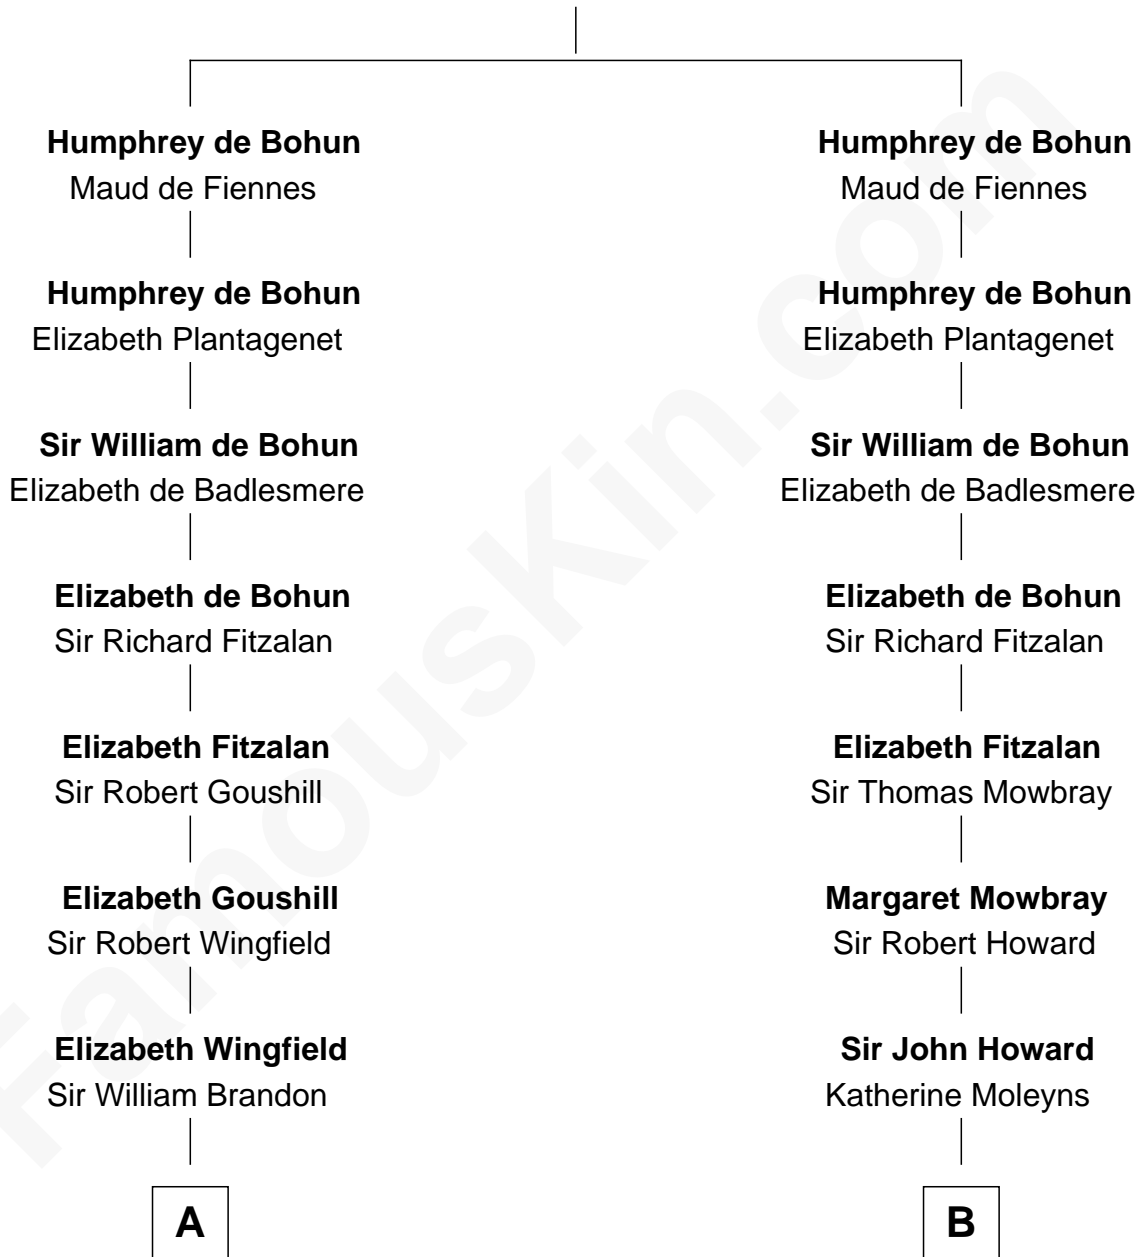 Humphrey de Bohun
Maud de Fiennes
Humphrey de Bohun
Elizabeth Plantagenet
Sir William de Bohun
Elizabeth de Badlesmere
Elizabeth de Bohun
Sir Richard Fitzalan
Elizabeth Fitzalan
Sir Robert Goushill
Elizabeth Goushill
Sir Robert Wingfield
Elizabeth Wingfield
Sir William Brandon
A
Humphrey de Bohun
Maud de Fiennes
Humphrey de Bohun
Elizabeth Plantagenet
Sir William de Bohun
Elizabeth de Badlesmere
Elizabeth de Bohun
Sir Richard Fitzalan
Elizabeth Fitzalan
Sir Thomas Mowbray
Margaret Mowbray
Sir Robert Howard
Sir John Howard
Katherine Moleyns
B
FamousKin.com